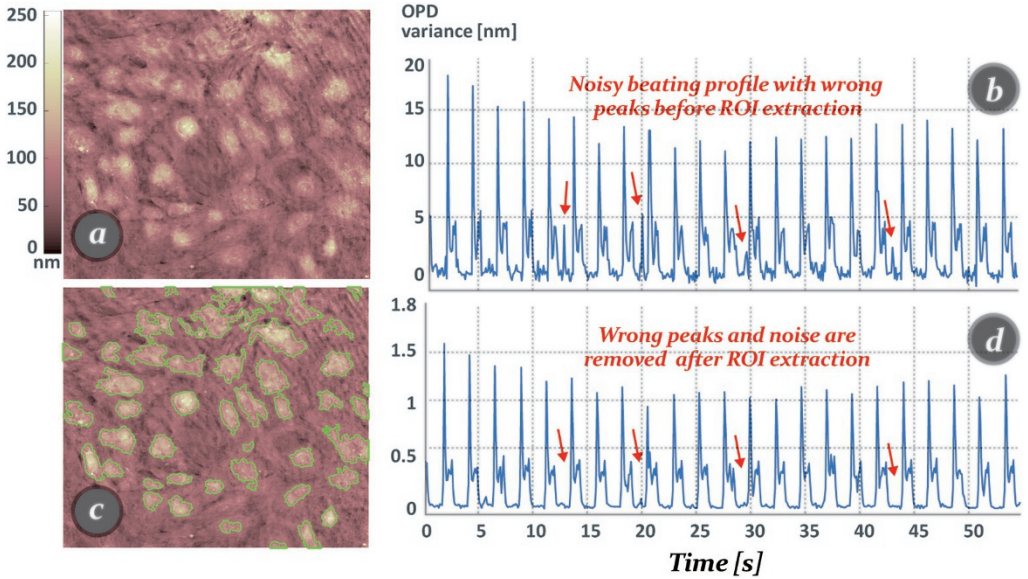 250
200
150
100
50
0
nm
a
c
OPD
variance [nm]
20
15
10
5
0
Noisy beating profile with wrong
peaks before ROI extraction
b
1.8
1.5
1
0.5
0
Wrong peaks and noise are
removed after ROI extraction
d
0 5 10 15 20 25 30 35 40 45 50
Time [s]